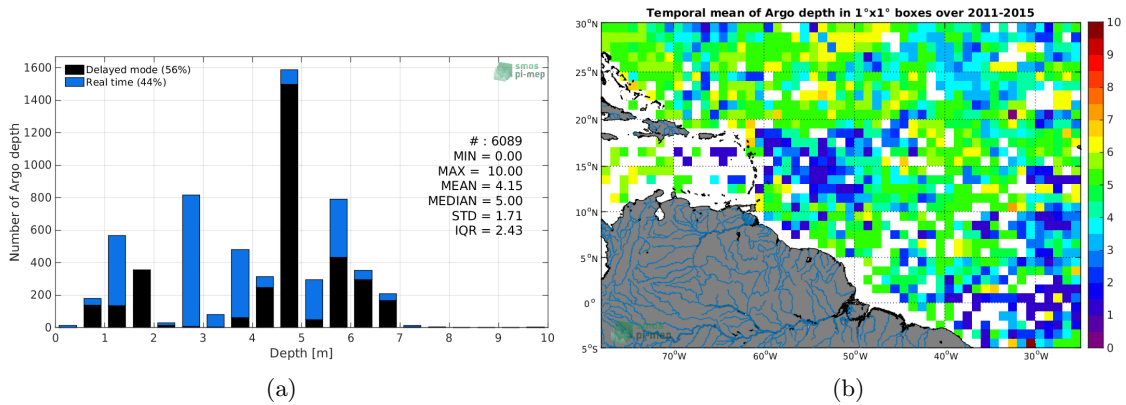 Delayed mode (56%)
Real time (44%)
smos
pi-mep
# : 6089
MIN = 0.00
MAX = 10.00
MEAN = 4.15
MEDIAN = 5.00
STD = 1.71
IQR = 2.43
Number of Argo depth
1600
1400
1200
1000
800
600
400
200
0
0 1 2 3 4 5 6 7 8 9 10
Depth [m]
(a)
Temporal mean of Argo depth in 1°x1° boxes over 2011-2015
30°N
25°N
20°N
15°N
10°N
5°N
0°
5°S
70°W 60°W 50°W 40°W 30°W
smos
pi-mep
10
9
8
7
6
5
4
3
2
1
0
(b)